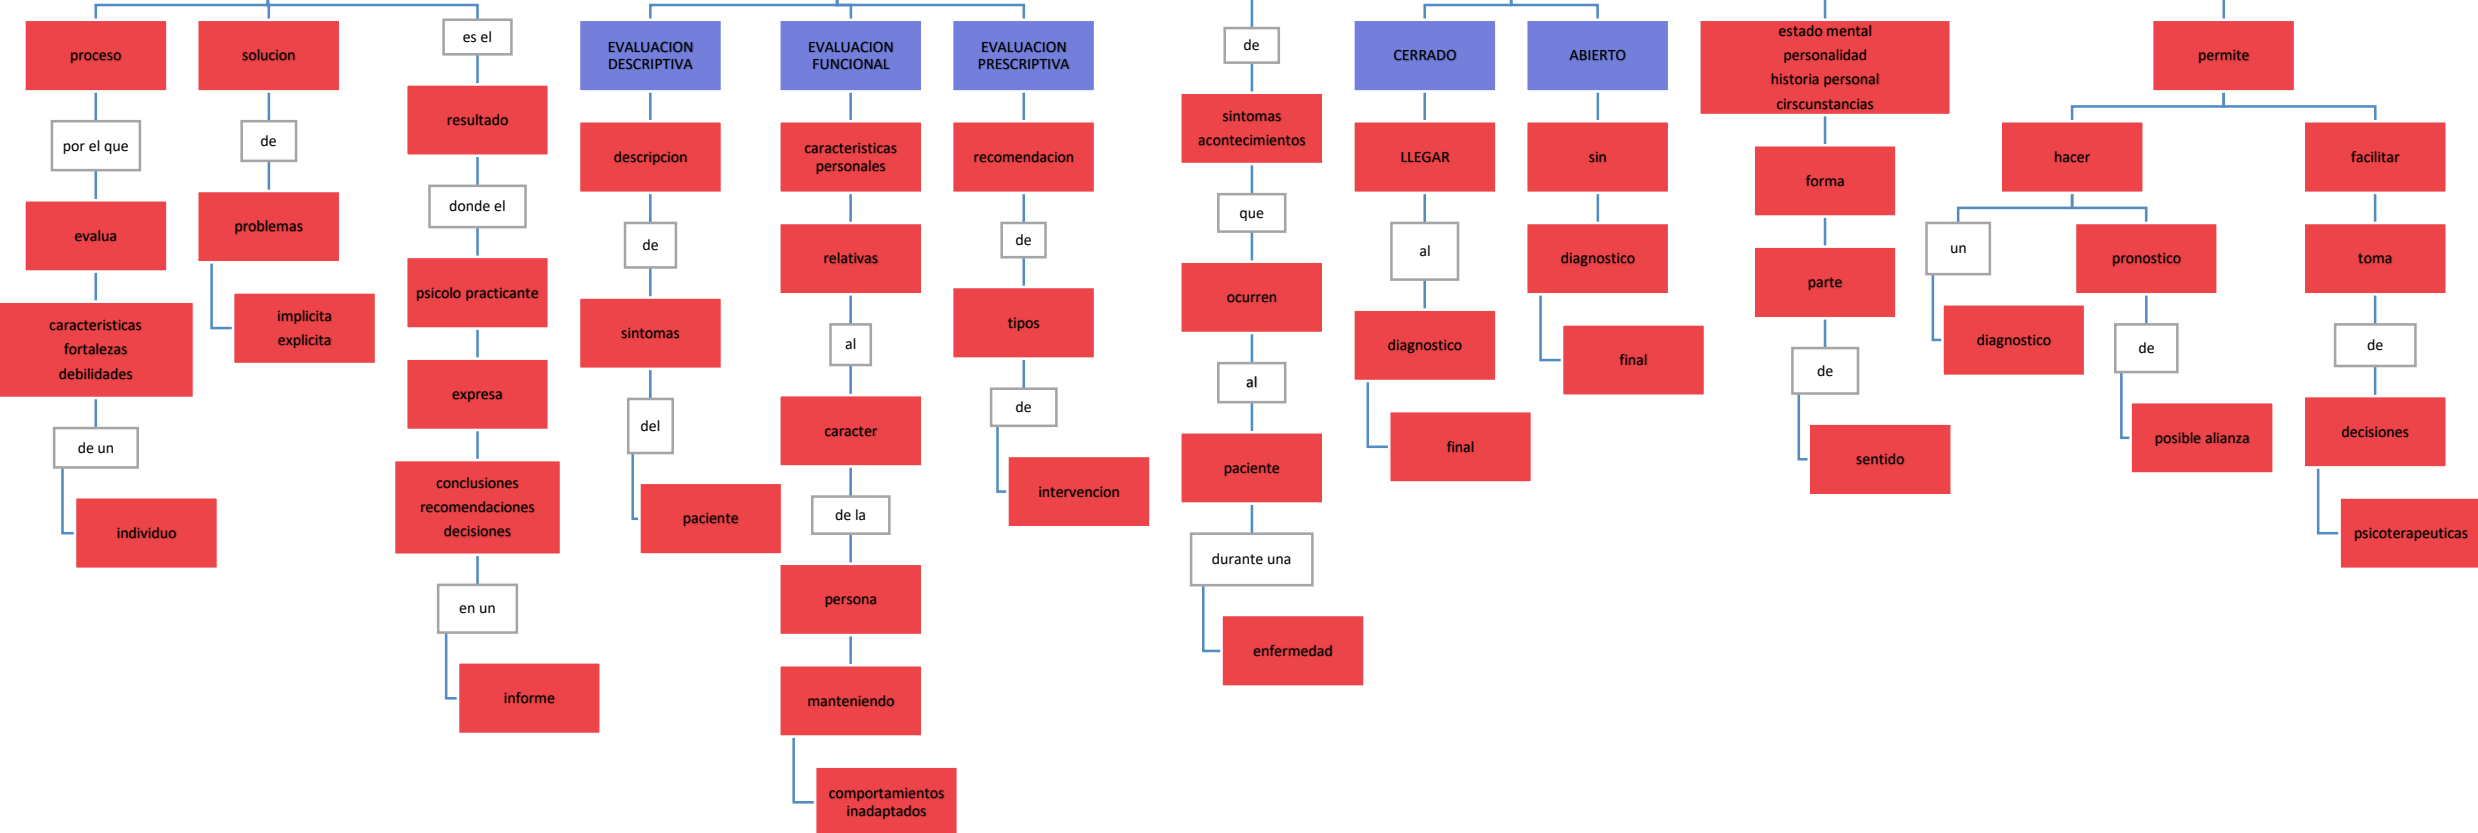 proceso
por el que
evalua
caracteristicas
fortalezas
debilidades
de un
individuo
solucion
de
problemas
implicita
explicita
es el
resultado
donde el
psicolo practicante
expresa
conclusiones
recomendaciones
decisiones
en un
informe
EVALUACION
DESCRIPTIVA
descripcion
de
sintomas
del
paciente
EVALUACION
FUNCIONAL
caracteristicas
personales
relativas
al
caracter
de la
persona
manteniendo
comportamientos
inadaptados
EVALUACION
PRESCRIPTIVA
recomendacion
de
tipos
de
intervencion
de
sintomas
acontecimientos
que
ocurren
al
paciente
durante una
enfermedad
CERRADO
LLEGAR
al
diagnostico
final
ABIERTO
sin
diagnostico
final
estado mental
personalidad
historia personal
cirscunstancias
forma
parte
de
sentido
permite
hacer
un
diagnostico
pronostico
de
posible alianza
facilitar
toma
de
decisiones
psicoterapeuticas